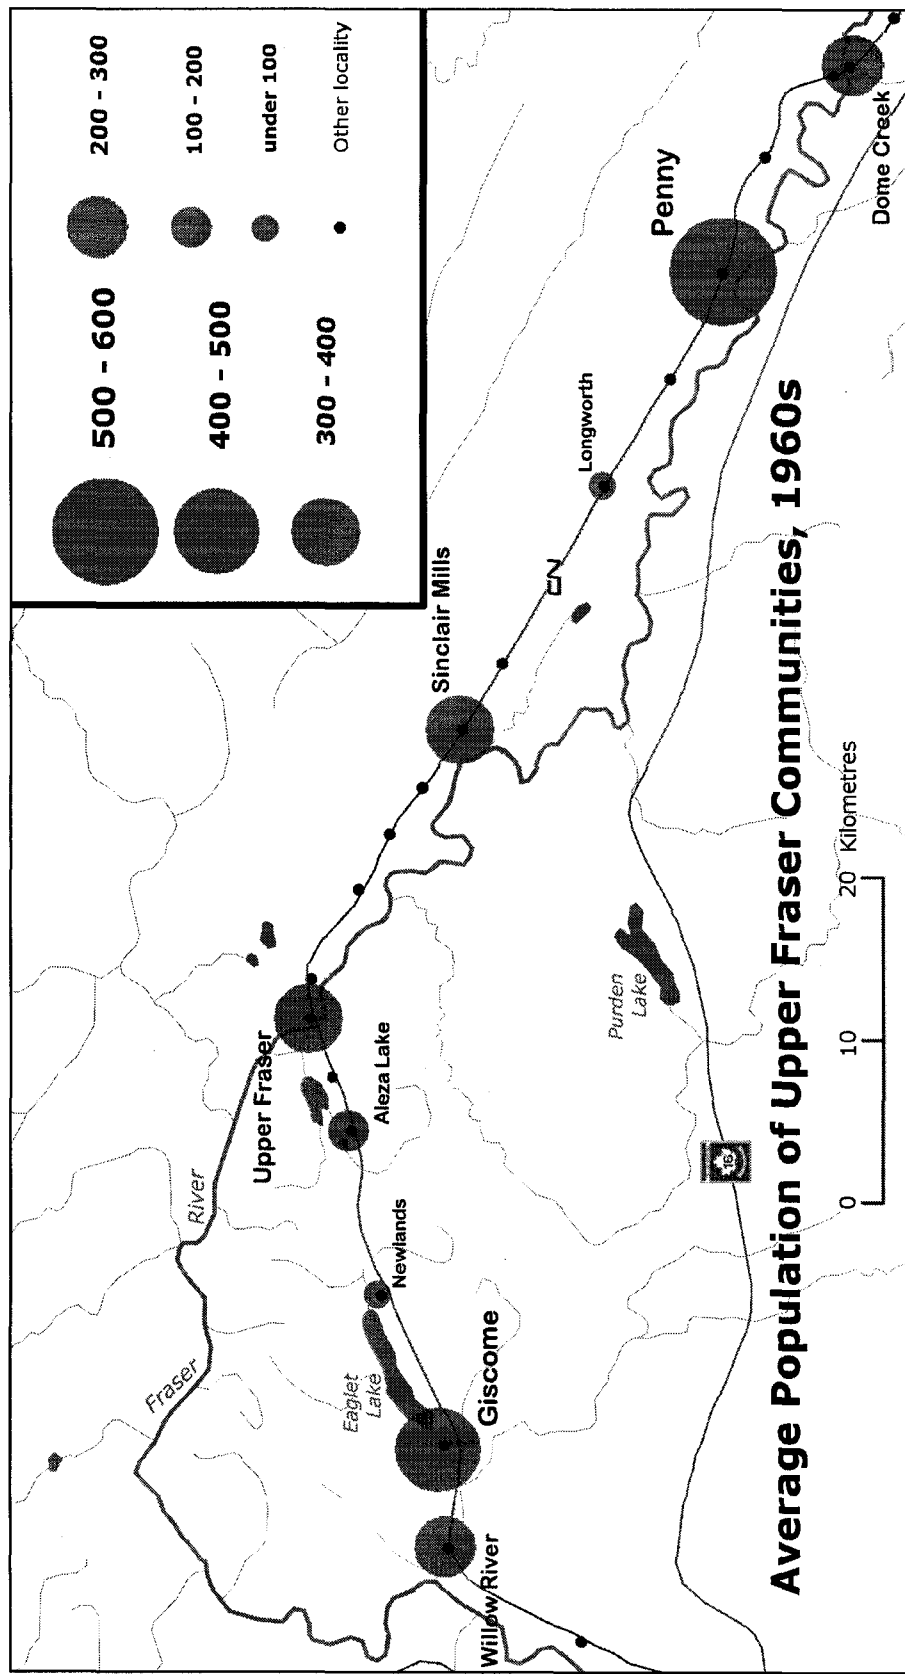 500 - 600
400 - 500
300 - 400
200 - 300
100 - 200
under 100
Other locality
Fraser
River
Upper Fraser
Eaglet
Lake
Newlands
Aleza Lake
Sinclair Mills
Willow River
Giscome
CN
Longworth
Penny
Purden
Lake
16
Dome Creek
Average Population of Upper Fraser Communities, 1960s
0
10
20
Kilometres